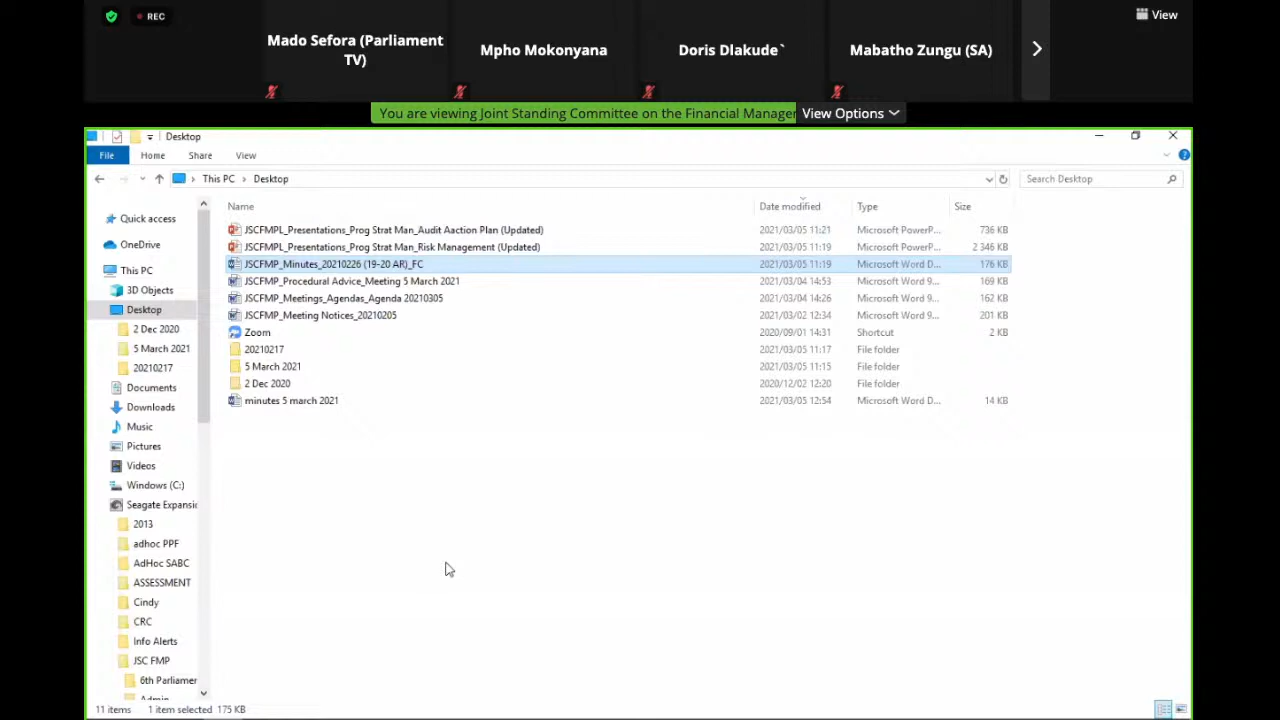 REC
View
Mado Sefora (Parliament
TV)
Mpho Mokonyana
Doris Dlakude`
Mabatho Zungu (SA)
You are viewing Joint Standing Committee on the Financial Manager
View Options
Desktop
File Home Share View
This PC Desktop
Search Desktop
Name Date modified Type Size
JSCFMPL_Presentations_Prog Strat Man_Audit Aaction Plan (Updated) 2021/03/05 11:21 Microsoft PowerP... 736 KB
JSCFMPL_Presentations_Prog Strat Man_Risk Management (Updated) 2021/03/05 11:19 Microsoft PowerP... 2 346 KB
JSCFMP_Minutes_20210226 (19-20 AR)_FC 2021/03/05 11:19 Microsoft Word D... 176 KB
JSCFMP_Procedural Advice_Meeting 5 March 2021 2021/03/04 14:53 Microsoft Word 9... 169 KB
JSCFMP_Meetings_Agendas_Agenda 20210305 2021/03/04 14:26 Microsoft Word 9... 162 KB
JSCFMP_Meeting Notices_20210205 2021/03/02 12:34 Microsoft Word 9... 201 KB
Zoom 2020/09/01 14:31 Shortcut 2 KB
20210217 2021/03/05 11:17 File folder
5 March 2021 2021/03/05 11:15 File folder
2 Dec 2020 2020/12/02 12:20 File folder
minutes 5 march 2021 2021/03/05 12:54 Microsoft Word D... 14 KB
Quick access
OneDrive
This PC
3D Objects
Desktop
2 Dec 2020
5 March 2021
20210217
Documents
Downloads
Music
Pictures
Videos
Windows (C:)
Seagate Expansio
2013
adhoc PPF
AdHoc SABC
ASSESSMENT
Cindy
CRC
Info Alerts
JSC FMP
6th Parliamer
Admin
11 items 1 item selected 175 KB